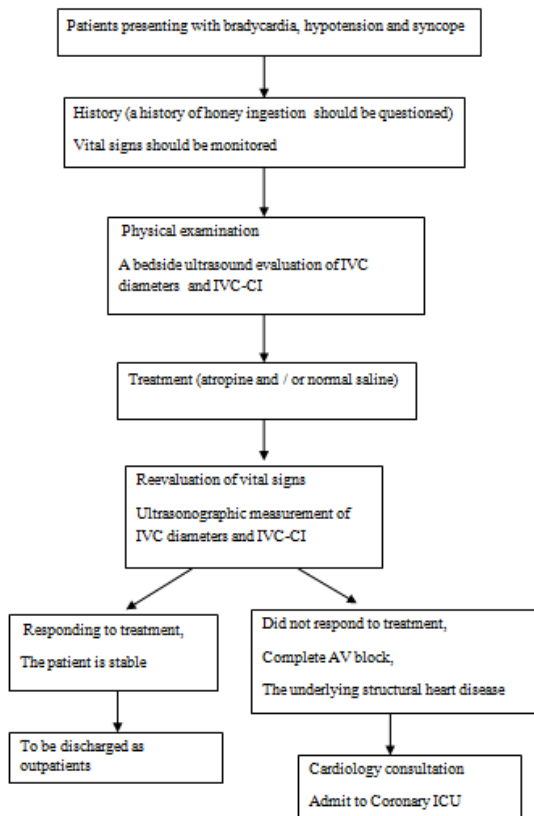 Patients presenting with bradycardia, hypotension and syncope
History (a history of honey ingestion should be questioned)
Vital signs should be monitored
Physical examination
A bedside ultrasound evaluation of IVC
diameters and IVC-CI
Treatment (atropine and / or normal saline)
Reevaluation of vital signs
Ultrasonographic measurement of
IVC diameters and IVC-CI
Responding to treatment,
The patient is stable
Did not respond to treatment,
Complete AV block,
The underlying structural heart disease
To be discharged as
outpatients
Cardiology consultation
Admit to Coronary ICU